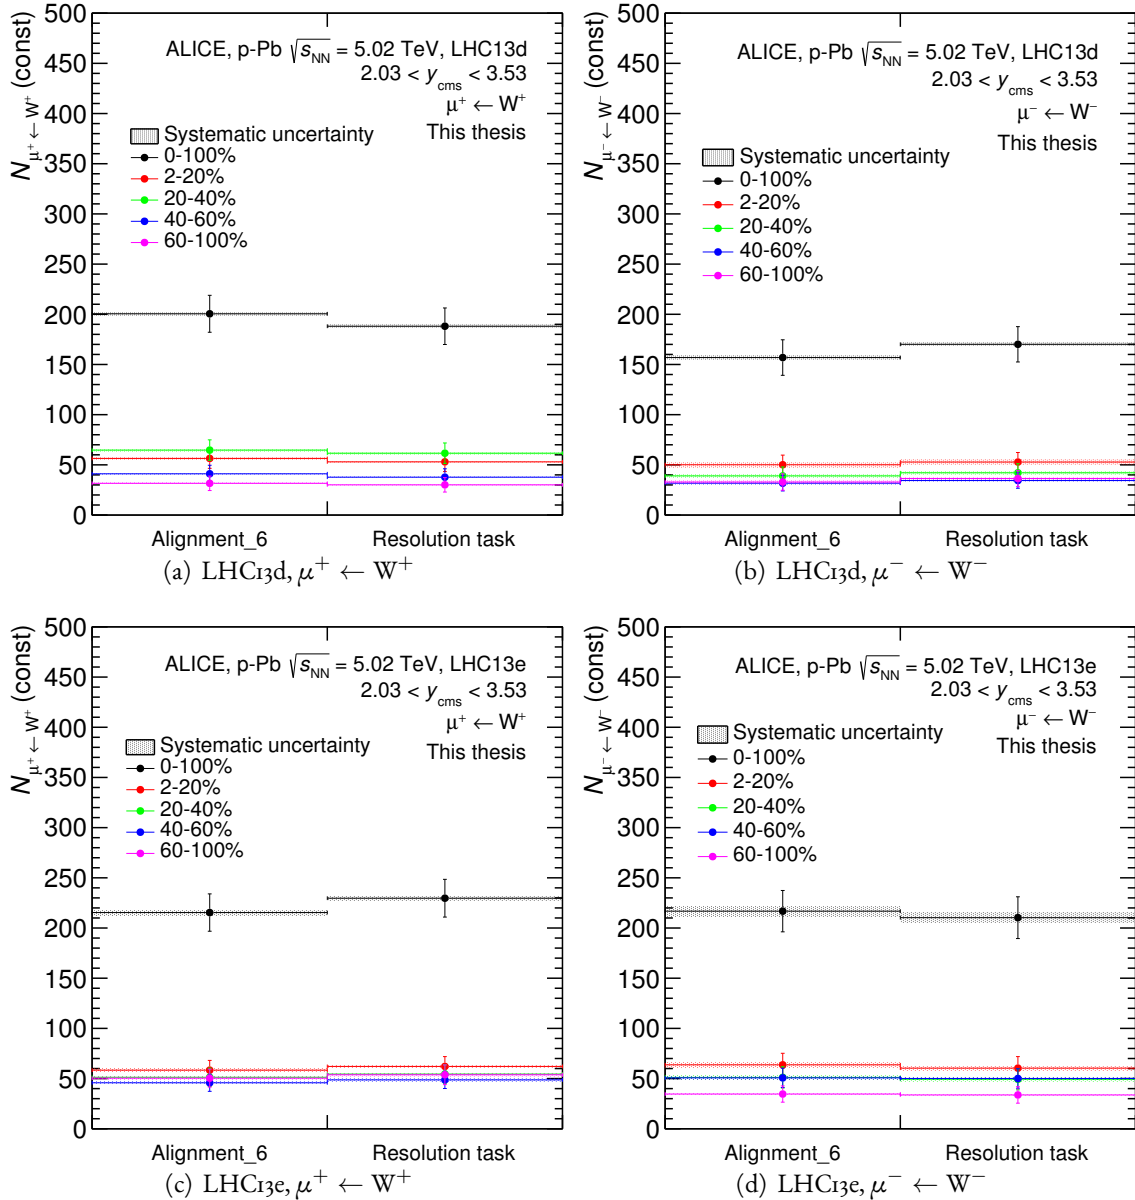 N μ+ ← W+ (const)
500
450
400
350
300
250
200
150
100
50
0
ALICE, p-Pb √sNN = 5.02 TeV, LHC13d
2.03 < ycms < 3.53
μ+ ← W+
This thesis
Systematic uncertainty
0-100%
2-20%
20-40%
40-60%
60-100%
Alignment_6 Resolution task
(a) LHC13d, μ+ ← W+
N μ- ← W- (const)
500
450
400
350
300
250
200
150
100
50
0
ALICE, p-Pb √sNN = 5.02 TeV, LHC13d
2.03 < ycms < 3.53
μ- ← W-
This thesis
Systematic uncertainty
0-100%
2-20%
20-40%
40-60%
60-100%
Alignment_6 Resolution task
(b) LHC13d, μ− ← W−
N μ+ ← W+ (const)
500
450
400
350
300
250
200
150
100
50
0
ALICE, p-Pb √sNN = 5.02 TeV, LHC13e
2.03 < ycms < 3.53
μ+ ← W+
This thesis
Systematic uncertainty
0-100%
2-20%
20-40%
40-60%
60-100%
Alignment_6 Resolution task
(c) LHC13e, μ+ ← W+
N μ- ← W- (const)
500
450
400
350
300
250
200
150
100
50
0
ALICE, p-Pb √sNN = 5.02 TeV, LHC13e
2.03 < ycms < 3.53
μ- ← W-
This thesis
Systematic uncertainty
0-100%
2-20%
20-40%
40-60%
60-100%
Alignment_6 Resolution task
(d) LHC13e, μ− ← W−